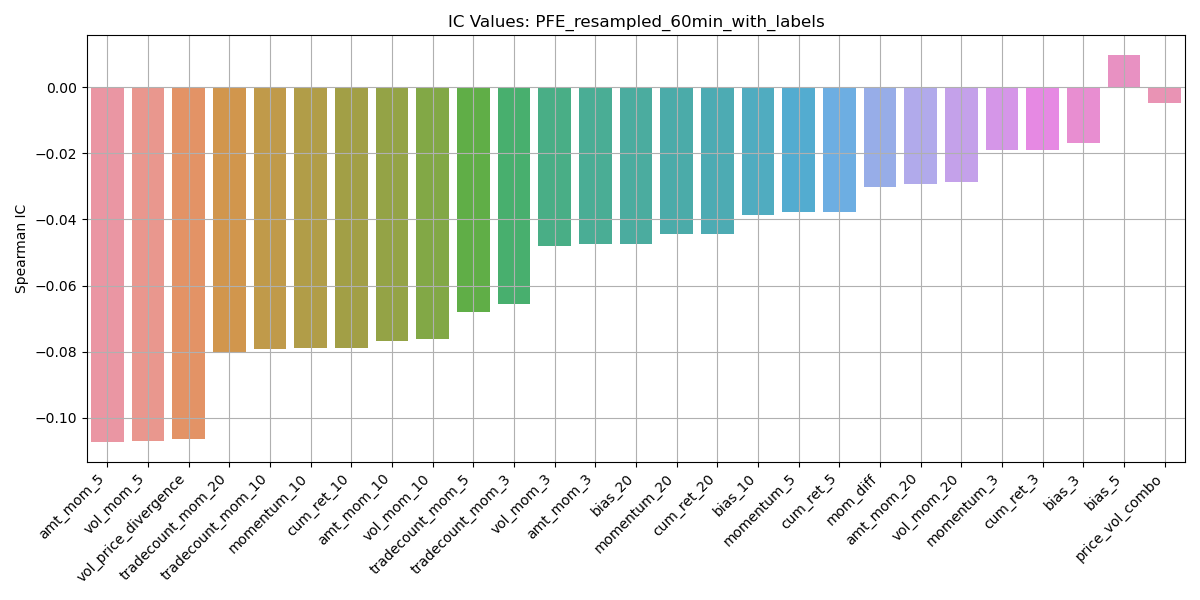 IC Values: PFE_resampled_60min_with_labels
Spearman IC
0.00
−0.02
−0.04
−0.06
−0.08
−0.10
amt_mom_5
vol_mom_5
vol_price_divergence
tradecount_mom_20
tradecount_mom_10
momentum_10
cum_ret_10
amt_mom_10
vol_mom_10
tradecount_mom_5
tradecount_mom_3
vol_mom_3
amt_mom_3
bias_20
momentum_20
cum_ret_20
bias_10
momentum_5
cum_ret_5
mom_diff
amt_mom_20
vol_mom_20
momentum_3
cum_ret_3
bias_3
bias_5
price_vol_combo